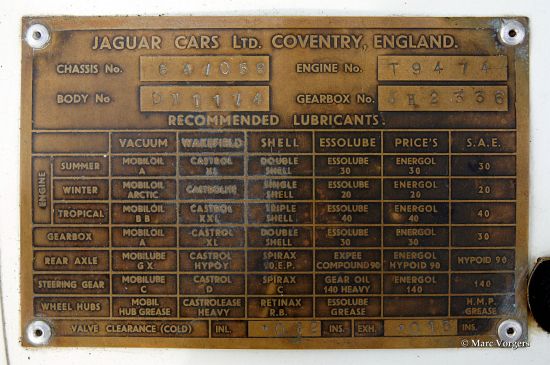 JAGUAR CARS LTD. COVENTRY, ENGLAND.
CHASSIS No. ENGINE No. T9474
BODY No. GEARBOX No.
RECOMMENDED LUBRICANTS.
VACUUM WAKEFIELD SHELL ESSOLUBE PRICE'S S.A.E.
ENGINE
SUMMER MOBILOIL A CASTROL XL DOUBLE SHELL ESSOLUBE 30 ENERGOL 30 30
WINTER MOBILOIL ARCTIC CASTROLITE SINGLE SHELL ESSOLUBE 20 ENERGOL 20 20
TROPICAL MOBILOIL BB CASTROL XXL TRIPLE SHELL ESSOLUBE 40 ENERGOL 40 40
GEARBOX MOBILOIL A CASTROL XL DOUBLE SHELL ESSOLUBE 30 ENERGOL 30 30
REAR AXLE MOBILUBE GX CASTROL HYPOY SPIRAX 90.E.P. EXPEE COMPOUND 90 ENERGOL HYPOID 90 HYPOID 90
STEERING GEAR MOBILUBE C CASTROL D SPIRAX C GEAR OIL 140 HEAVY ENERGOL 140 140
WHEEL HUBS MOBIL HUB GREASE CASTROLEASE HEAVY RETINAX R.B. ESSOLUBE GREASE H.M.P. GREASE
VALVE CLEARANCE (COLD) INL. INS. EXH. INS.
© Marc Vorgers